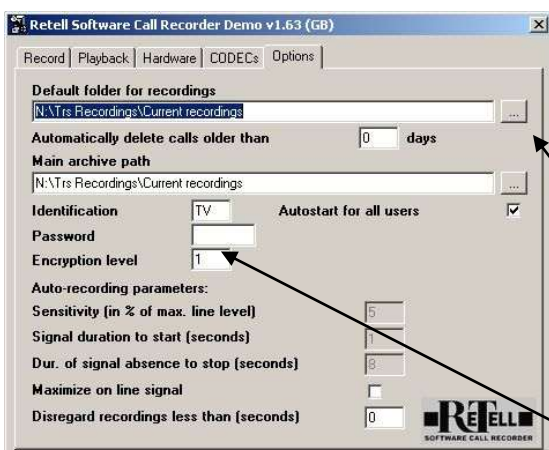 Retell Software Call Recorder Demo v1.63 (GB)
Record Playback Hardware CODECs Options
Default folder for recordings
N:\Trs Recordings\Current recordings ...
Automatically delete calls older than 0 days
Main archive path
N:\Trs Recordings\Current recordings ...
Identification TV Autostart for all users
Password
Encryption level 1
Auto-recording parameters:
Sensitivity (in % of max. line level) 5
Signal duration to start (seconds) 1
Dur. of signal absence to stop (seconds) 8
Maximize on line signal
Disregard recordings less than (seconds) 0
RETELL
SOFTWARE CALL RECORDER